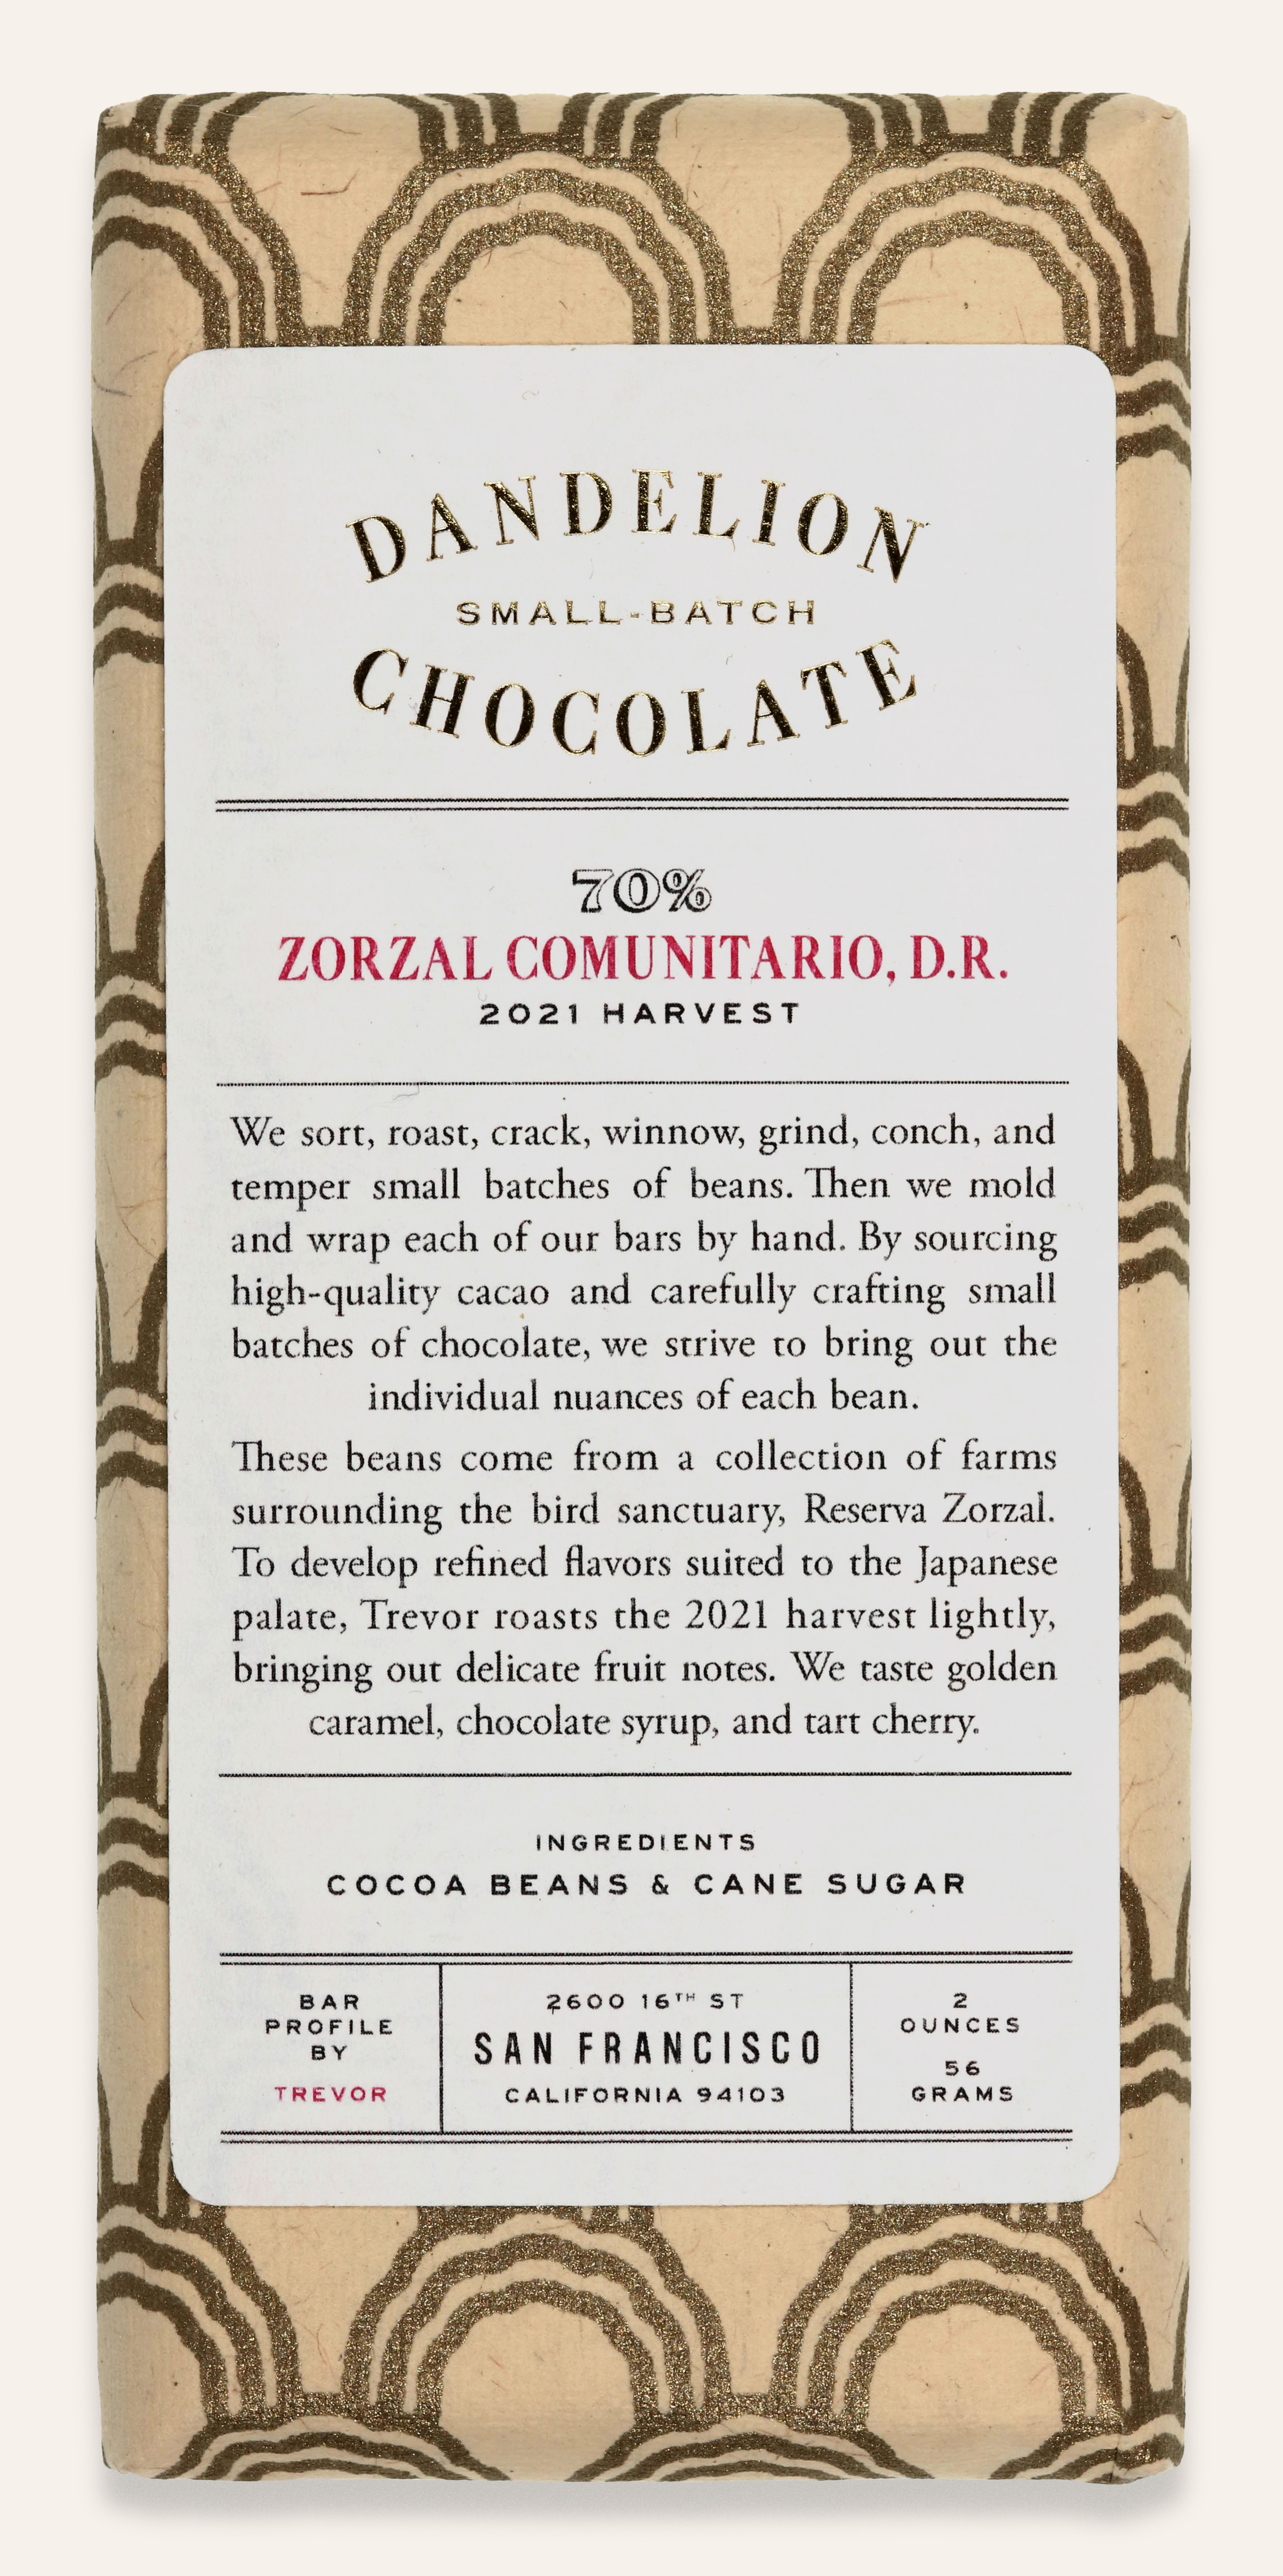 DANDELION
SMALL-BATCH
CHOCOLATE
70%
ZORZAL COMUNITARIO, D.R.
2021 HARVEST
We sort, roast, crack, winnow, grind, conch, and
temper small batches of beans. Then we mold
and wrap each of our bars by hand. By sourcing
high-quality cacao and carefully crafting small
batches of chocolate, we strive to bring out the
individual nuances of each bean.
These beans come from a collection of farms
surrounding the bird sanctuary, Reserva Zorzal.
To develop refined flavors suited to the Japanese
palate, Trevor roasts the 2021 harvest lightly,
bringing out delicate fruit notes. We taste golden
caramel, chocolate syrup, and tart cherry.
INGREDIENTS
COCOA BEANS & CANE SUGAR
BAR
PROFILE
BY
TREVOR
2600 16TH ST
SAN FRANCISCO
CALIFORNIA 94103
2
OUNCES
56
GRAMS